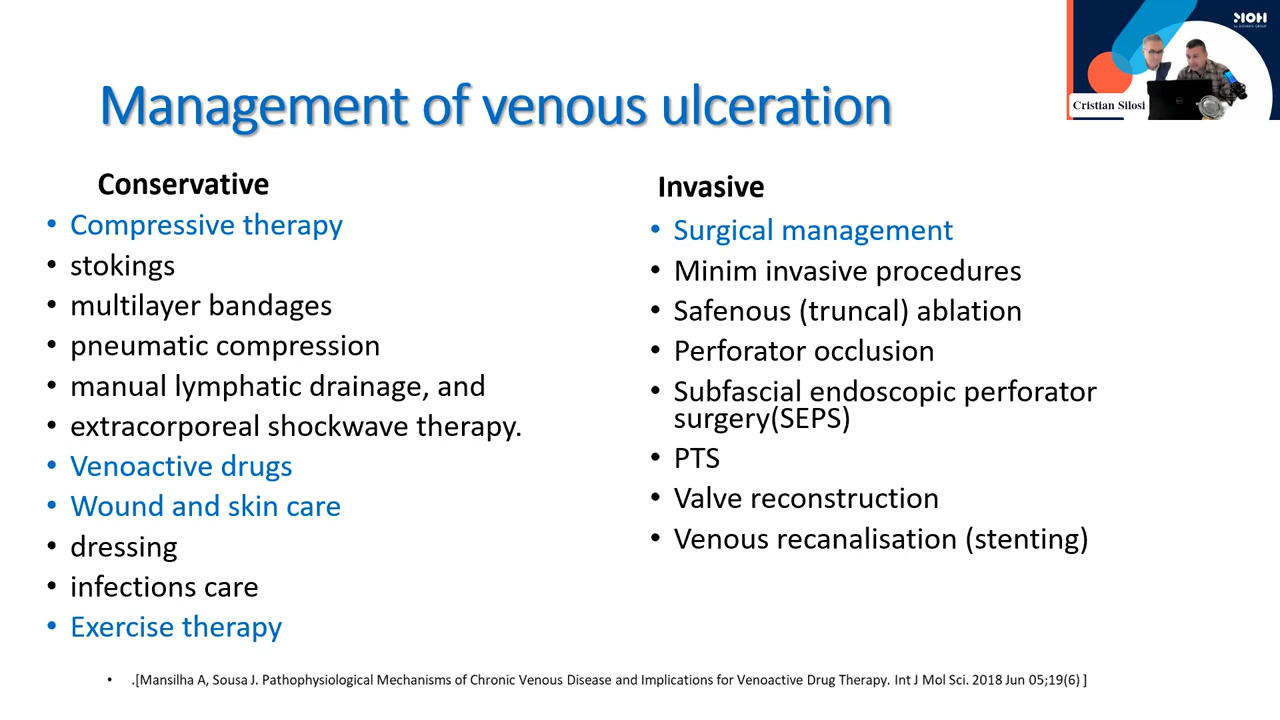 Management of venous ulceration
Conservative
• Compressive therapy
• stokings
• multilayer bandages
• pneumatic compression
• manual lymphatic drainage, and
• extracorporeal shockwave therapy.
• Venoactive drugs
• Wound and skin care
• dressing
• infections care
• Exercise therapy
Invasive
• Surgical management
• Minim invasive procedures
• Safenous (truncal) ablation
• Perforator occlusion
• Subfascial endoscopic perforator
surgery(SEPS)
• PTS
• Valve reconstruction
• Venous recanalisation (stenting)
• .[Mansilha A, Sousa J. Pathophysiological Mechanisms of Chronic Venous Disease and Implications for Venoactive Drug Therapy. Int J Mol Sci. 2018 Jun 05;19(6) ]
Cristian Silosi